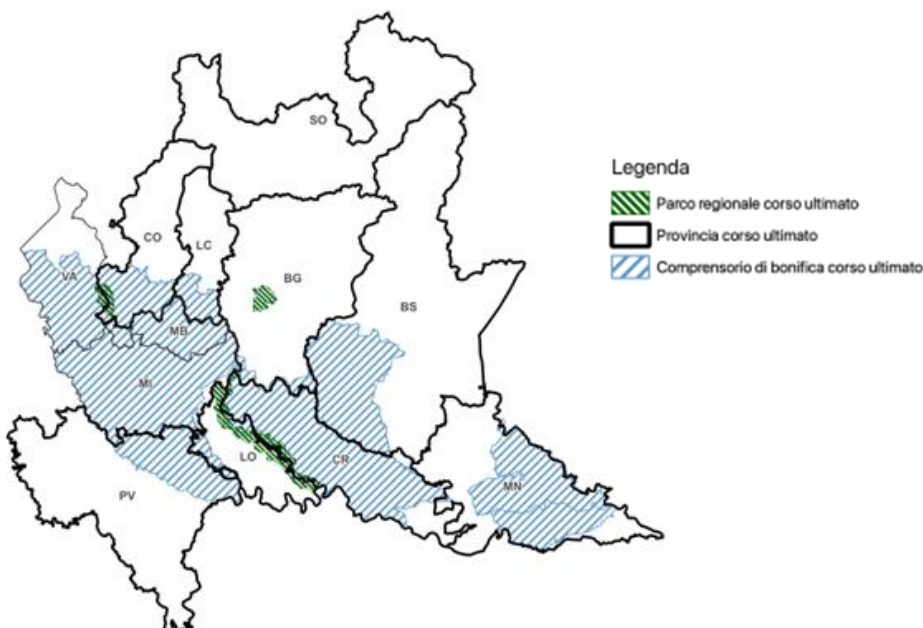 SO
CO
LC
VA
BG
BS
MB
MI
LO
CR
MN
PV
Legenda
Parco regionale corso ultimato
Provincia corso ultimato
Comprensorio di bonifica corso ultimato